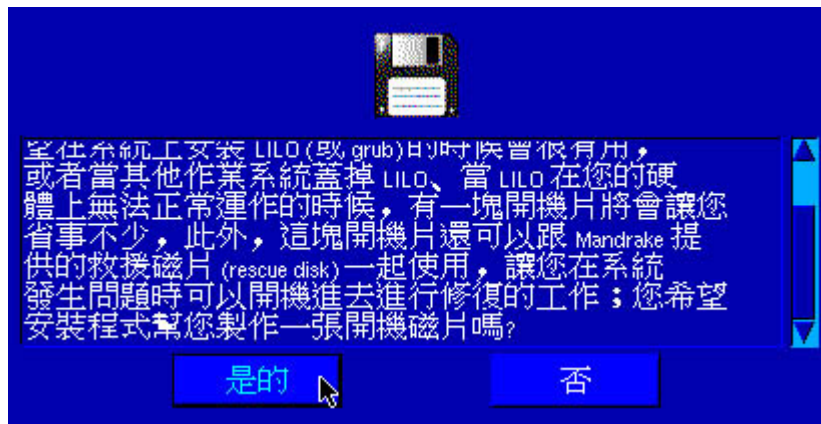 望在系統上安裝 LILO (或 grub)的時候會很有用，
或者當其他作業系統蓋掉 LILO、當 LILO 在您的硬
體上無法正常運作的時候，有一塊開機片將會讓您
省事不少，此外，這塊開機片還可以跟 Mandrake 提
供的救援磁片 (rescue disk) 一起使用，讓您在系統
發生問題時可以開機進去進行修復的工作；您希望
安裝程式幫您製作一張開機磁片嗎?
是的
否